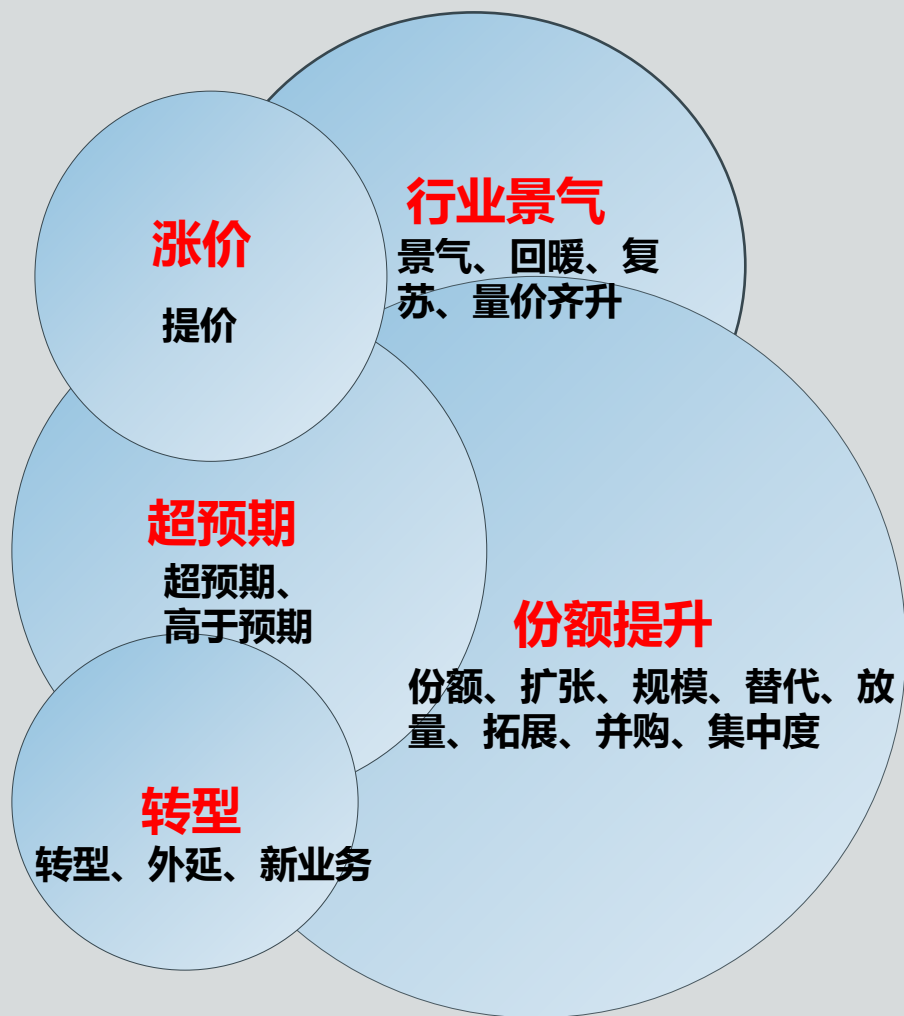 行业景气
景气、回暖、复
苏、量价齐升
涨价
提价
超预期
超预期、
高于预期
份额提升
份额、扩张、规模、替代、放
量、拓展、并购、集中度
转型
转型、外延、新业务